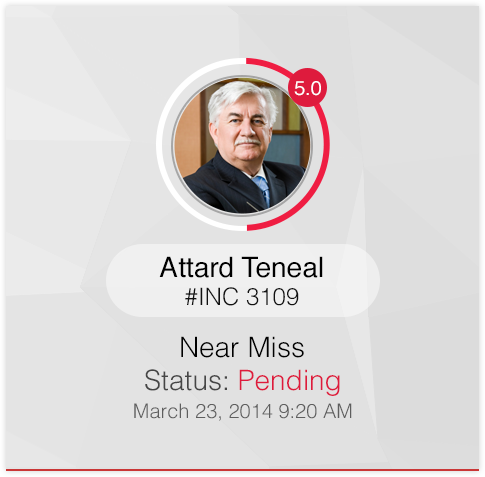 5.0
Attard Teneal
#INC 3109
Near Miss
Status: Pending
March 23, 2014 9:20 AM